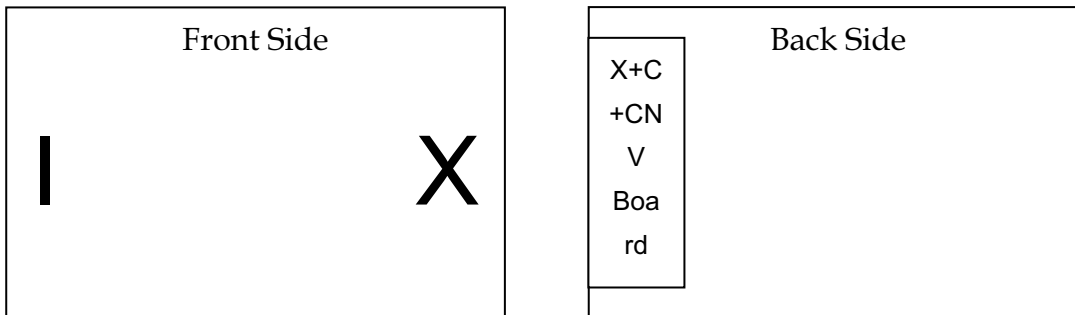 Front Side
I X
Back Side
X+C
+CN
V
Boa
rd